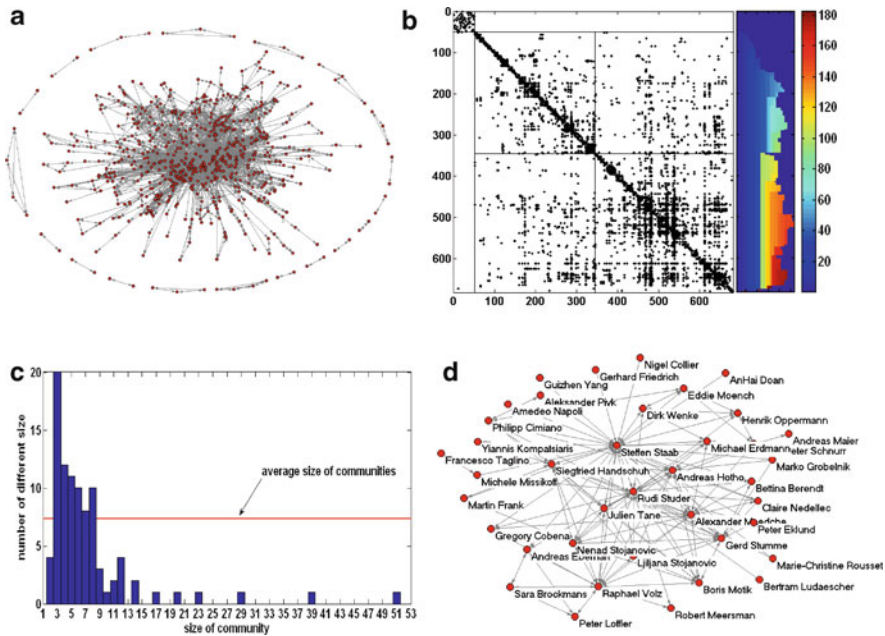 a
b
0
100
200
300
400
500
600
0 100 200 300 400 500 600
180
160
140
120
100
80
60
40
20
c
number of different size
20
15
10
5
0
average size of communities
1 3 5 7 9 11 13 15 17 19 21 23 25 27 29 31 33 35 37 39 41 43 45 47 49 51 53
size of community
d
Nigel Collier
Gerhard Friedrich
AnHai Doan
Guizhen Yang
Eddie Moench
Aleksander Pivk
Amedeo Napoli
Dirk Wenke
Henrik Oppermann
Philipp Cimiano
Andreas Maier
Yiannis Kompatsiaris
Steffen Staab
Michael Erdmann
Peter Schnurr
Francesco Taglino
Siegfried Handschuh
Marko Grobelnik
Michele Missikoff
Andreas Hotho
Bettina Berendt
Martin Frank
Rudi Studer
Claire Nedellec
Julien Tane
Alexander Maedche
Peter Eklund
Gregory Cobena
Gerd Stumme
Nenad Stojanovic
Andreas Eberhart
Ljiljana Stojanovic
Marie-Christine Rousset
Bertram Ludaescher
Sara Brockmans
Raphael Volz
Boris Motik
Robert Meersman
Peter Loffler